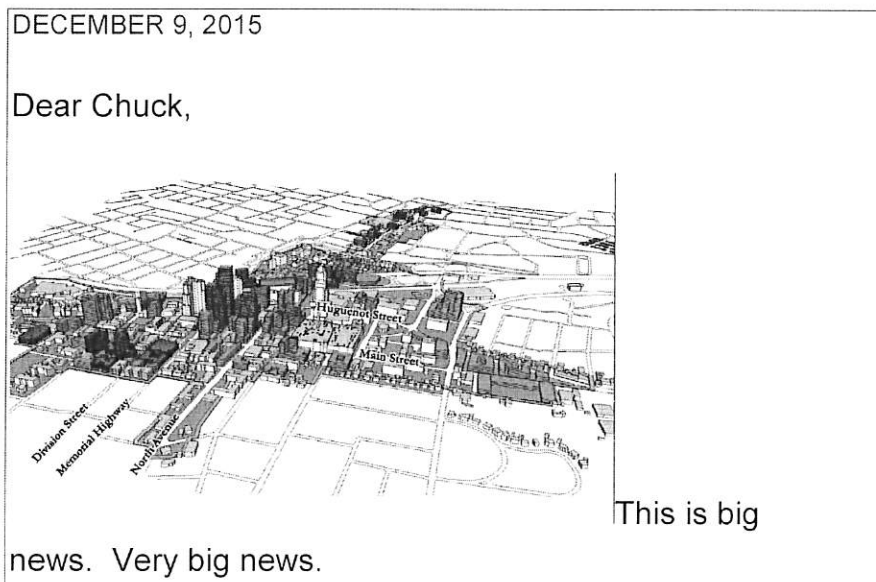 DECEMBER 9, 2015
Dear Chuck,
Huguenot Street
Main Street
Division Street
Memorial Highway
North Avenue
This is big
news.  Very big news.